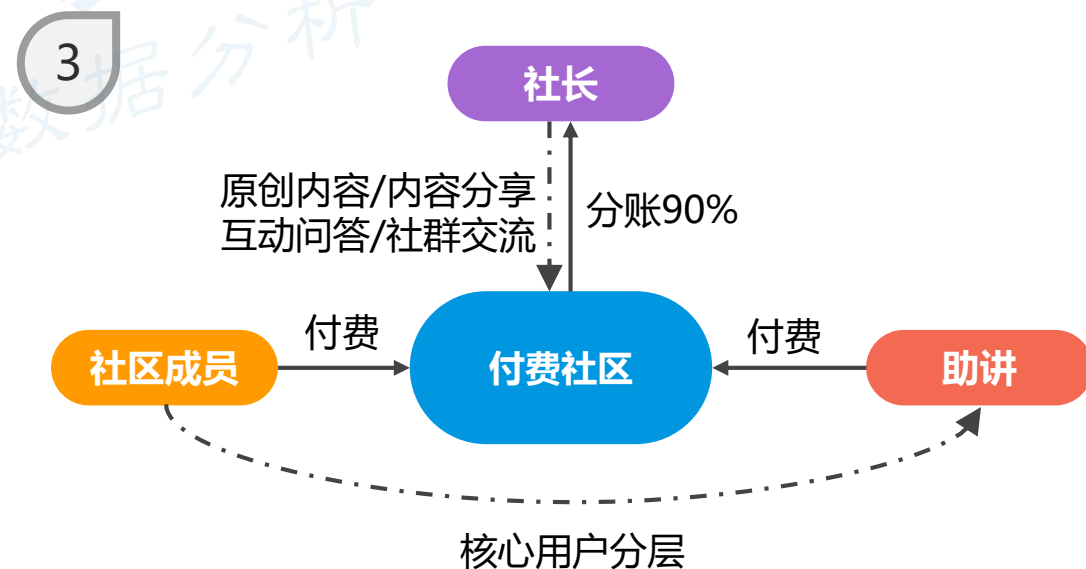 3
数据分析
社长
原创内容/内容分享
互动问答/社群交流
分账90%
社区成员
付费
付费社区
付费
助讲
核心用户分层